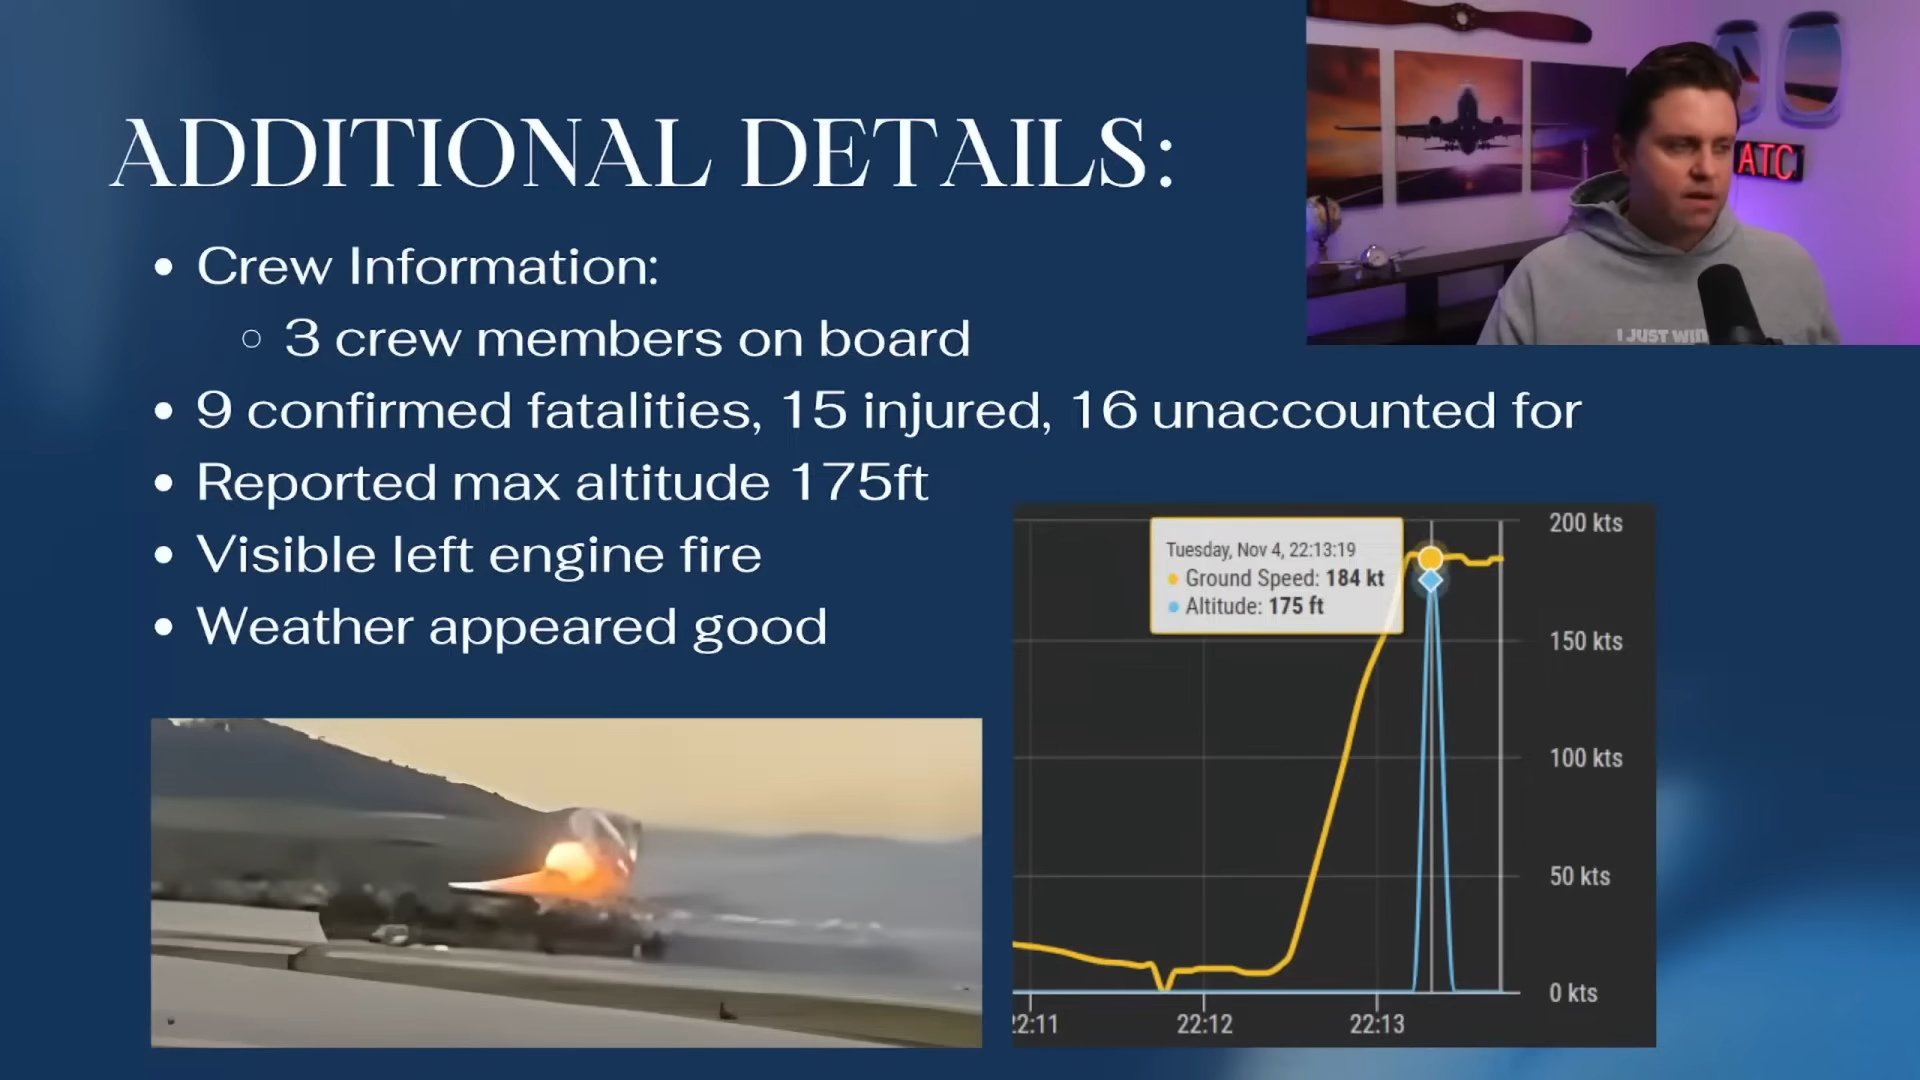 ADDITIONAL DETAILS:
ATC
I JUST
Crew Information:
3 crew members on board
9 confirmed fatalities, 15 injured, 16 unaccounted for
Reported max altitude 175ft
Visible left engine fire
Weather appeared good
Tuesday, Nov 4, 22:13:19
Ground Speed: 184 kt
Altitude: 175 ft
200 kts
150 kts
100 kts
50 kts
0 kts
22:12
22:13